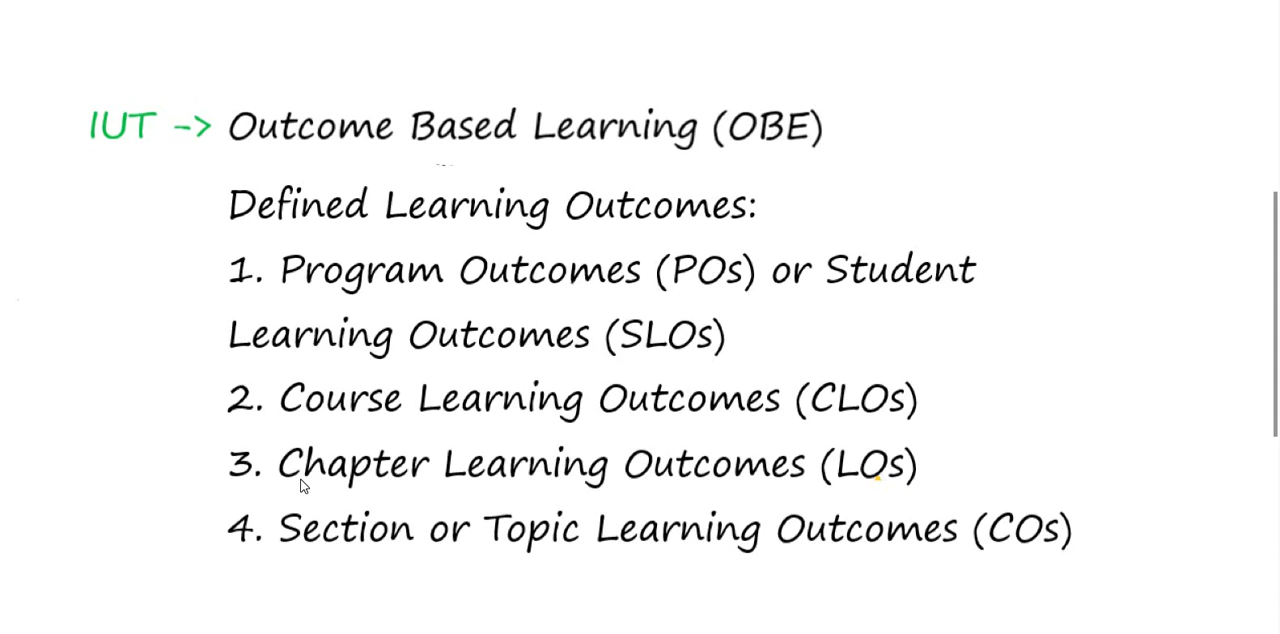 IUT -> Outcome Based Learning (OBE)
Defined Learning Outcomes:
1. Program Outcomes (POs) or Student
Learning Outcomes (SLOs)
2. Course Learning Outcomes (CLOs)
3. Chapter Learning Outcomes (LOs)
4. Section or Topic Learning Outcomes (COs)